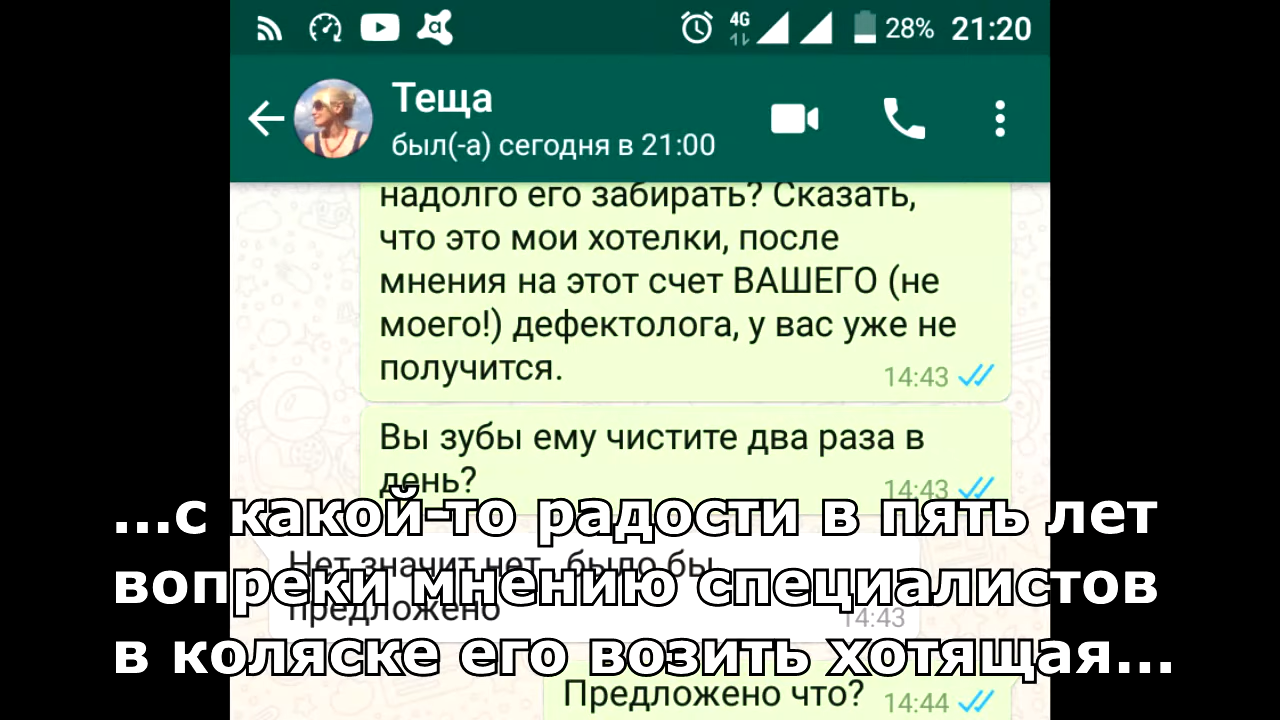 4G 28% 21:20
Теща
был(-а) сегодня в 21:00
надолго его забирать? Сказать,
что это мои хотелки, после
мнения на этот счет ВАШЕГО (не
моего!) дефектолога, у вас уже не
получится.
14:43
Вы зубы ему чистите два раза в
день?
14:43
...с какой-то радости в пять лет
Нет значит нет , было бы
вопреки мнению специалистов
предложено
14:43
в коляске его возить хотящая...
Предложено что?
14:44